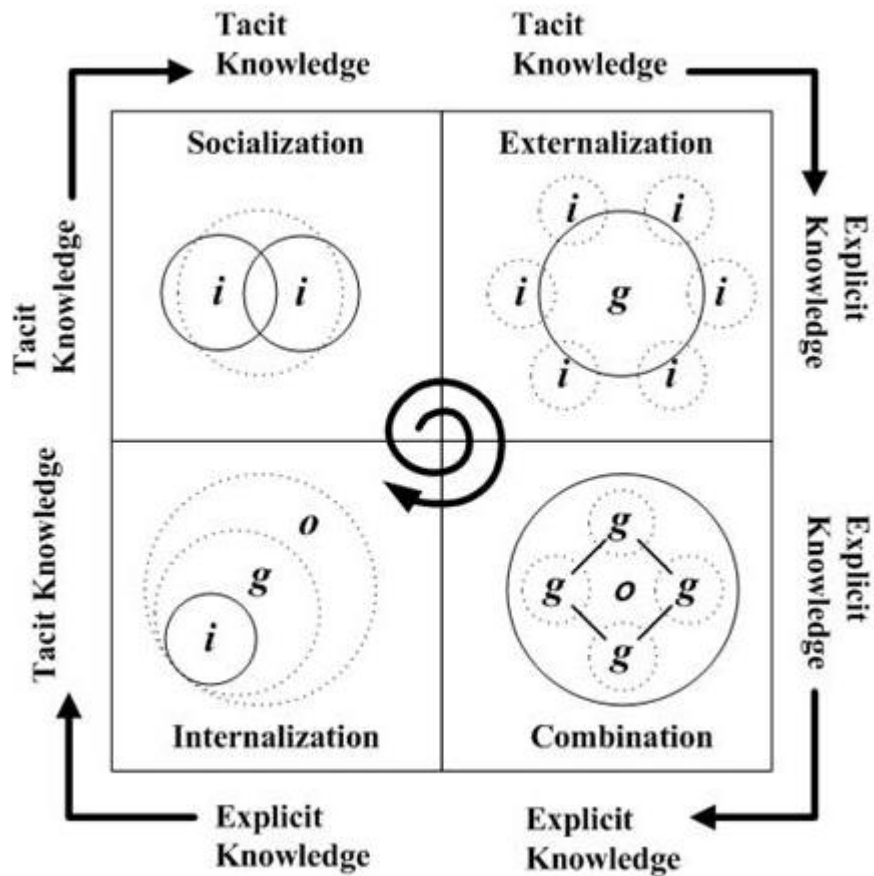 Tacit
Knowledge
Tacit
Knowledge
Socialization
Externalization
Tacit
Knowledge
i
i
i
i
i
g
i
i
i
i
Explicit
Knowledge
Tacit Knowledge
o
g
i
Internalization
g
g
o
g
g
Combination
Explicit
Knowledge
Explicit
Knowledge
Explicit
Knowledge